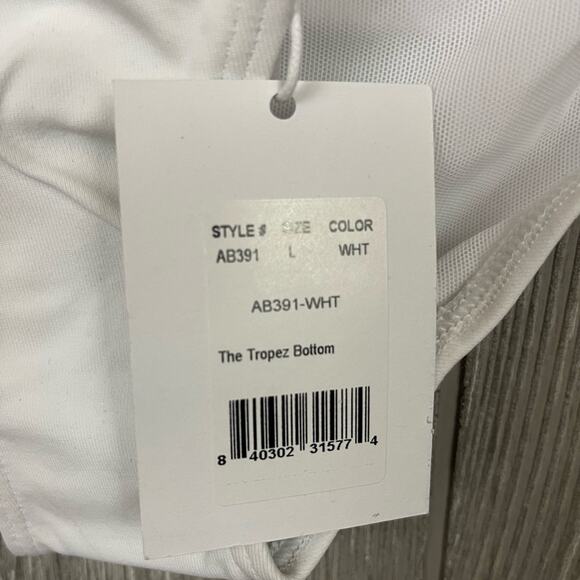 STYLE # SIZE COLOR
AB391 L WHT
AB391-WHT
The Tropez Bottom
8 40302 31577 4